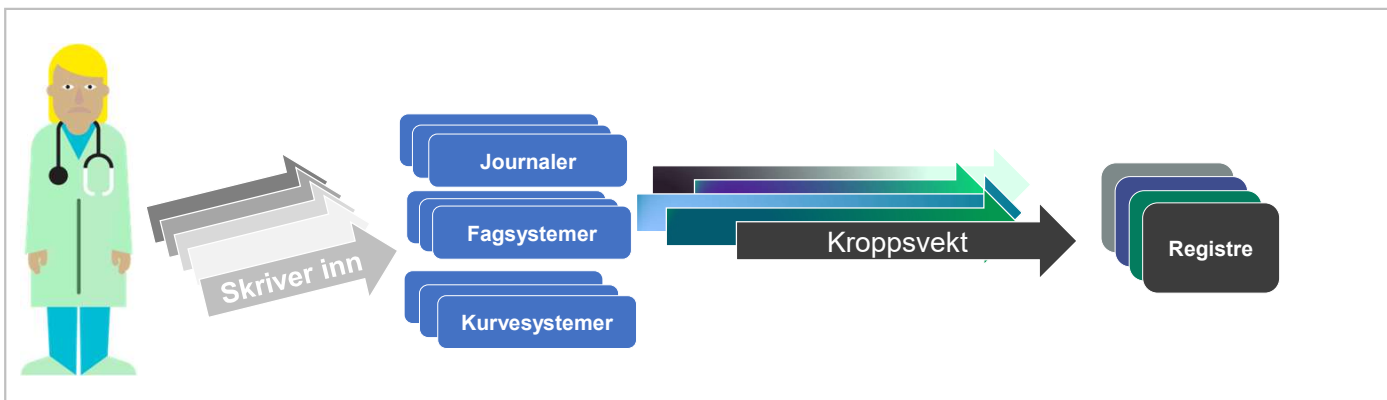 Skriver inn
Journaler
Fagsystemer
Kurvesystemer
Kroppsvekt
Registre